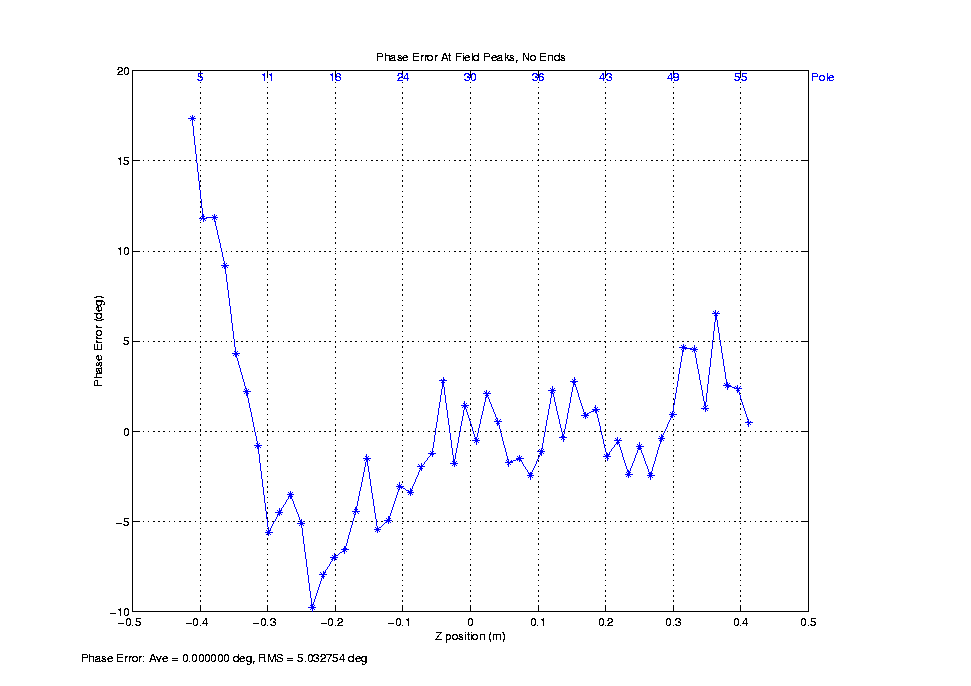 Phase Error At Field Peaks, No Ends
20 5 11 18 24 30 36 43 49 55 Pole
15
10
5
0
−5
−10
Phase Error (deg)
−0.5 −0.4 −0.3 −0.2 −0.1 0 0.1 0.2 0.3 0.4 0.5
Z position (m)
Phase Error: Ave = 0.000000 deg, RMS = 5.032754 deg